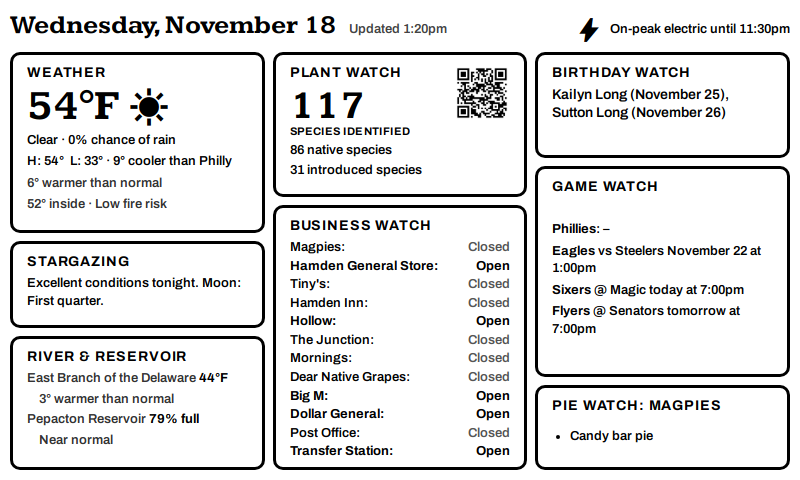 Wednesday, November 18 Updated 1:20pm
On-peak electric until 11:30pm
WEATHER
54°F
Clear · 0% chance of rain
H: 54° L: 33° · 9° cooler than Philly
6° warmer than normal
52° inside · Low fire risk
STARGAZING
Excellent conditions tonight. Moon:
First quarter.
RIVER & RESERVOIR
East Branch of the Delaware 44°F
3° warmer than normal
Pepacton Reservoir 79% full
Near normal
PLANT WATCH
117
SPECIES IDENTIFIED
86 native species
31 introduced species
BUSINESS WATCH
Magpies: Closed
Hamden General Store: Open
Tiny's: Closed
Hamden Inn: Closed
Hollow: Open
The Junction: Closed
Mornings: Closed
Dear Native Grapes: Closed
Big M: Open
Dollar General: Open
Post Office: Closed
Transfer Station: Open
BIRTHDAY WATCH
Kailyn Long (November 25),
Sutton Long (November 26)
GAME WATCH
Phillies: –
Eagles vs Steelers November 22 at
1:00pm
Sixers @ Magic today at 7:00pm
Flyers @ Senators tomorrow at
7:00pm
PIE WATCH: MAGPIES
• Candy bar pie